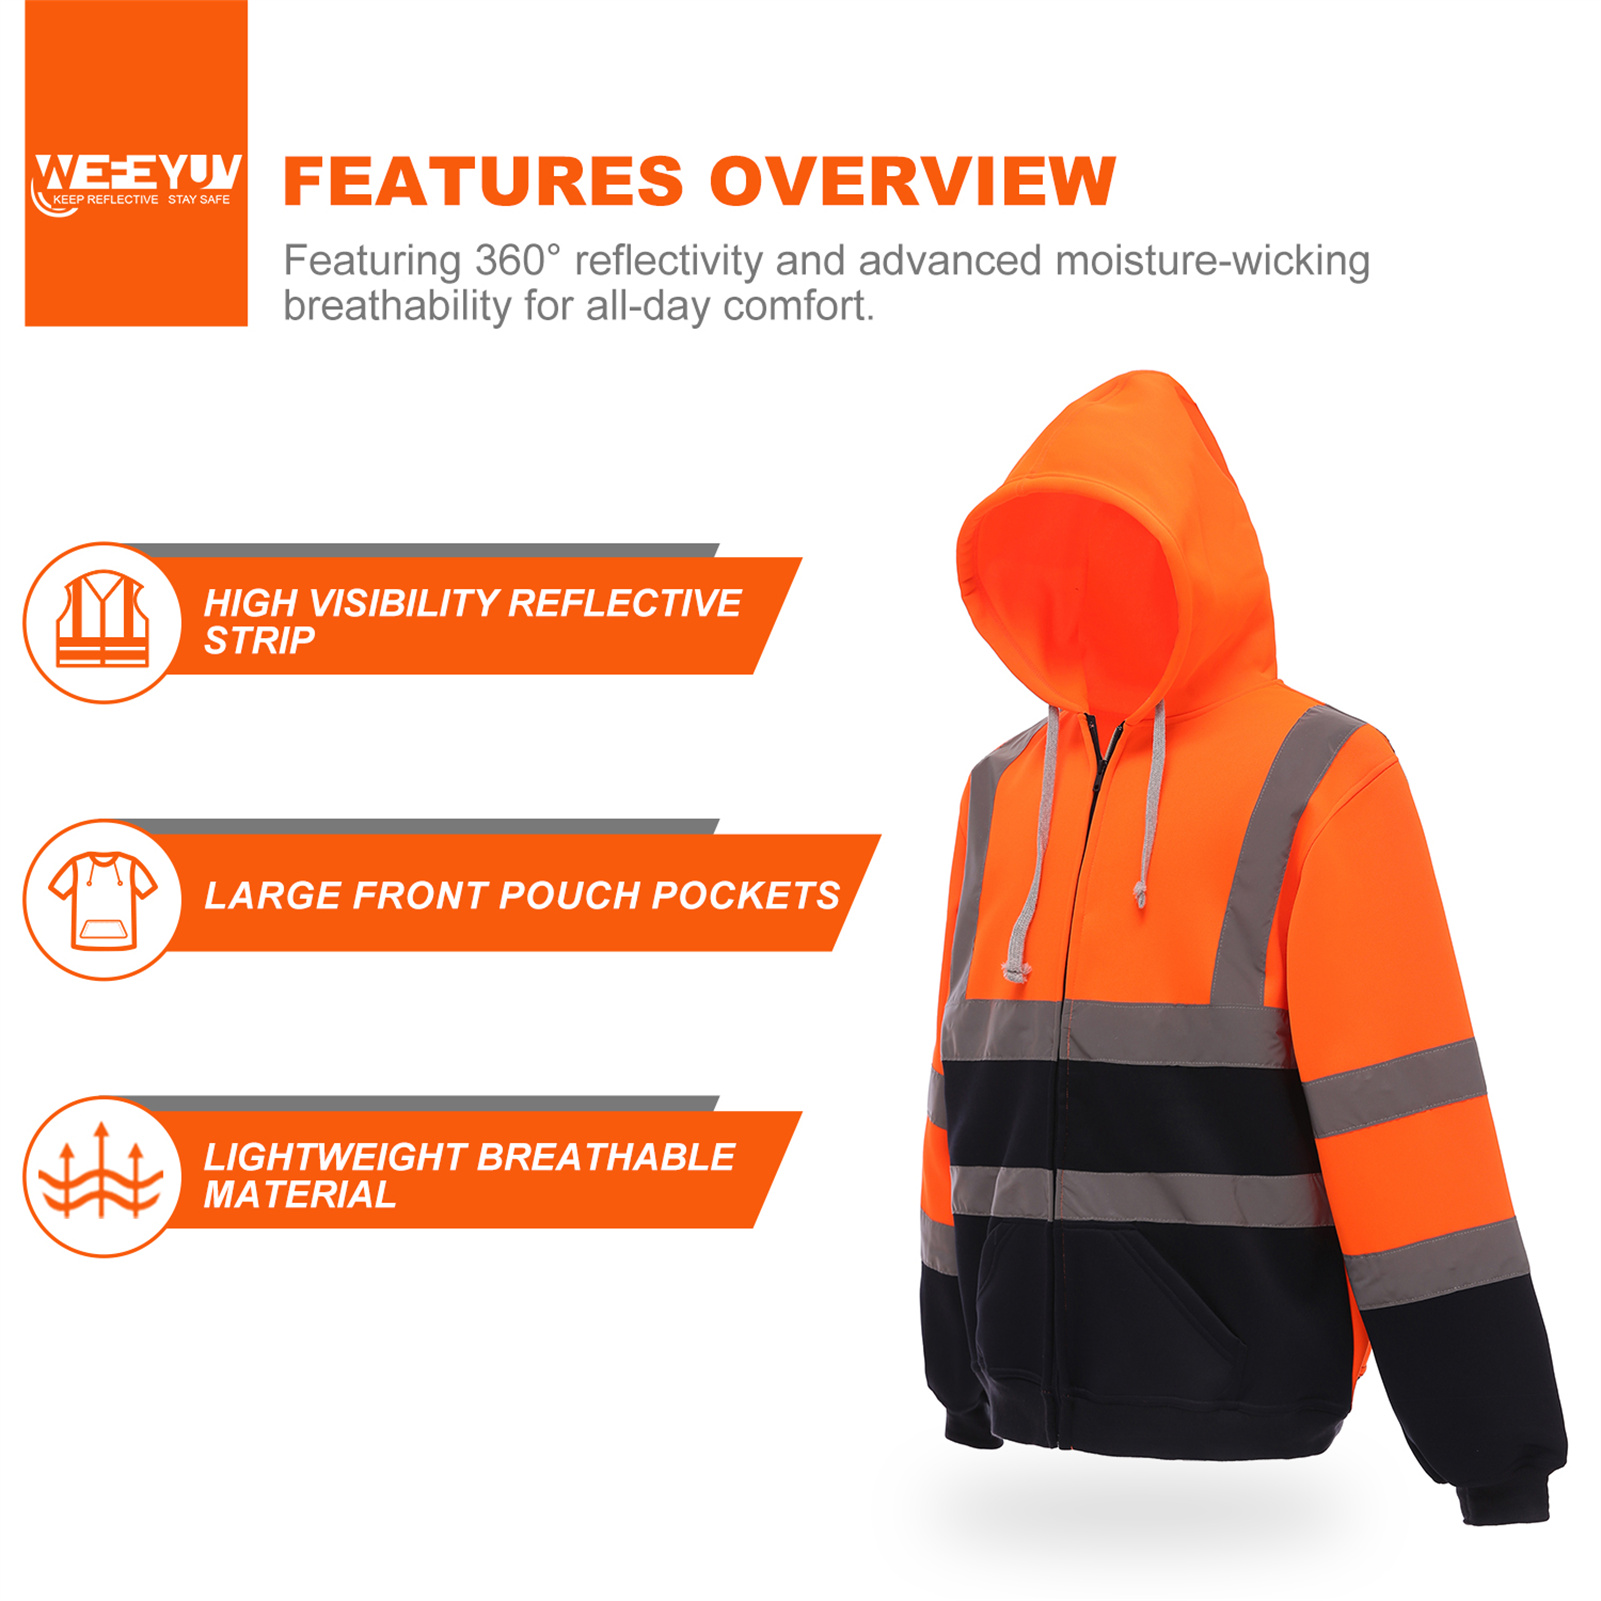 WEFEYUV
KEEP REFLECTIVE STAY SAFE
FEATURES OVERVIEW
Featuring 360° reflectivity and advanced moisture-wicking
breathability for all-day comfort.
HIGH VISIBILITY REFLECTIVE
STRIP
LARGE FRONT POUCH POCKETS
LIGHTWEIGHT BREATHABLE
MATERIAL